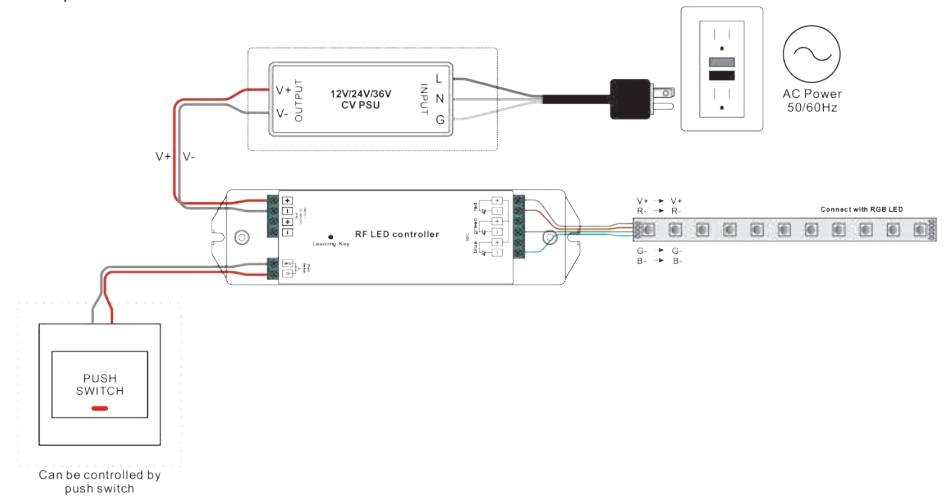 12V/24V/36V
CV PSU
V+
V-
OUTPUT
INPUT
L
N
G
AC Power
50/60Hz
V+
V-
RF LED controller
Learning Key
V+ → V+
R- → R-
Connect with RGB LED
G- → G-
B- → B-
PUSH
SWITCH
Can be controlled by
push switch